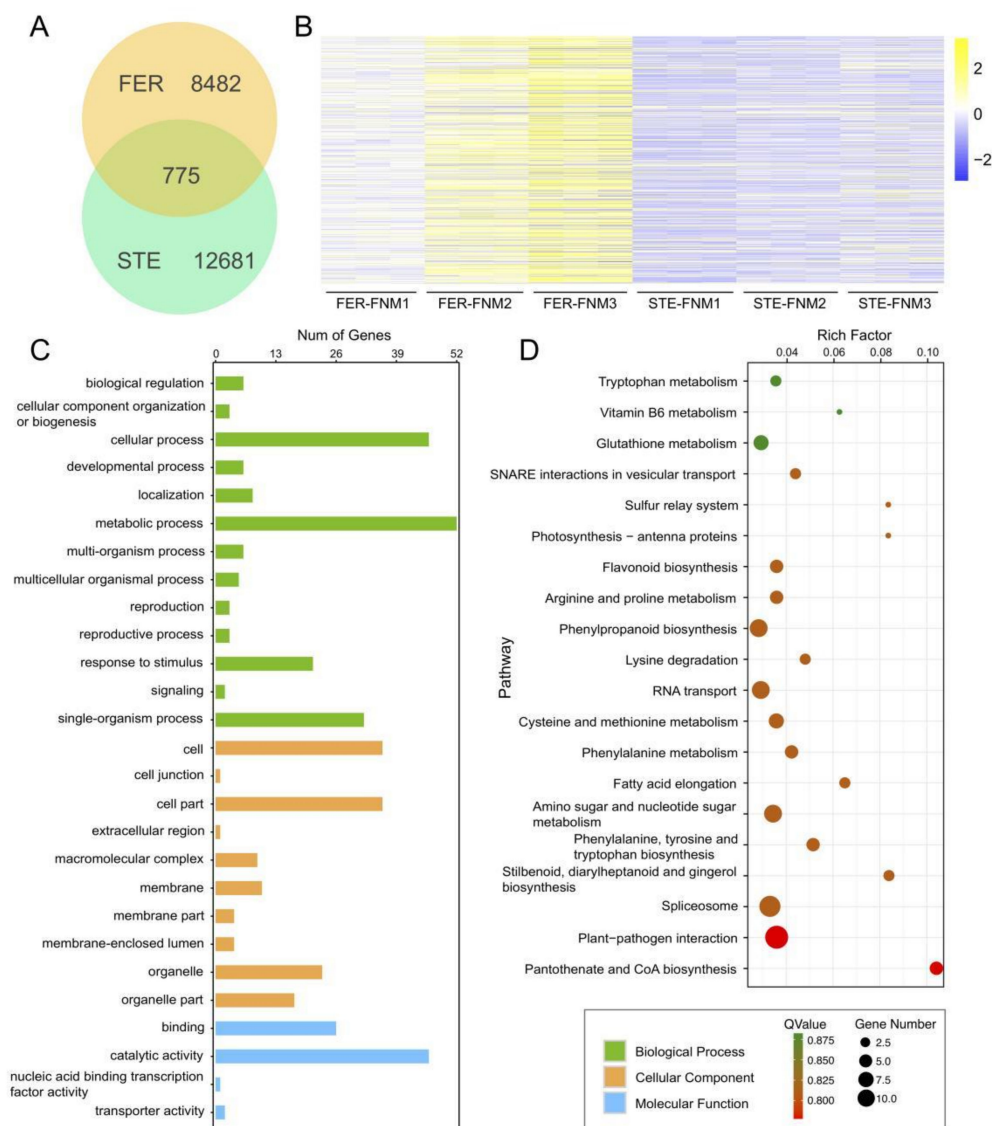 A
FER 8482
775
STE 12681
B
2
0
−2
FER-FNM1 FER-FNM2 FER-FNM3 STE-FNM1 STE-FNM2 STE-FNM3
C
Num of Genes
0 13 26 39 52
biological regulation
cellular component organization
or biogenesis
cellular process
developmental process
localization
metabolic process
multi-organism process
multicellular organismal process
reproduction
reproductive process
response to stimulus
signaling
single-organism process
cell
cell junction
cell part
extracellular region
macromolecular complex
membrane
membrane part
membrane-enclosed lumen
organelle
organelle part
binding
catalytic activity
nucleic acid binding transcription
factor activity
transporter activity
D
Rich Factor
0.04 0.06 0.08 0.10
Pathway
Tryptophan metabolism
Vitamin B6 metabolism
Glutathione metabolism
SNARE interactions in vesicular transport
Sulfur relay system
Photosynthesis − antenna proteins
Flavonoid biosynthesis
Arginine and proline metabolism
Phenylpropanoid biosynthesis
Lysine degradation
RNA transport
Cysteine and methionine metabolism
Phenylalanine metabolism
Fatty acid elongation
Amino sugar and nucleotide sugar
metabolism
Phenylalanine, tyrosine and
tryptophan biosynthesis
Stilbenoid, diarylheptanoid and gingerol
biosynthesis
Spliceosome
Plant−pathogen interaction
Pantothenate and CoA biosynthesis
Biological Process
Cellular Component
Molecular Function
QValue
0.875
0.850
0.825
0.800
Gene Number
2.5
5.0
7.5
10.0